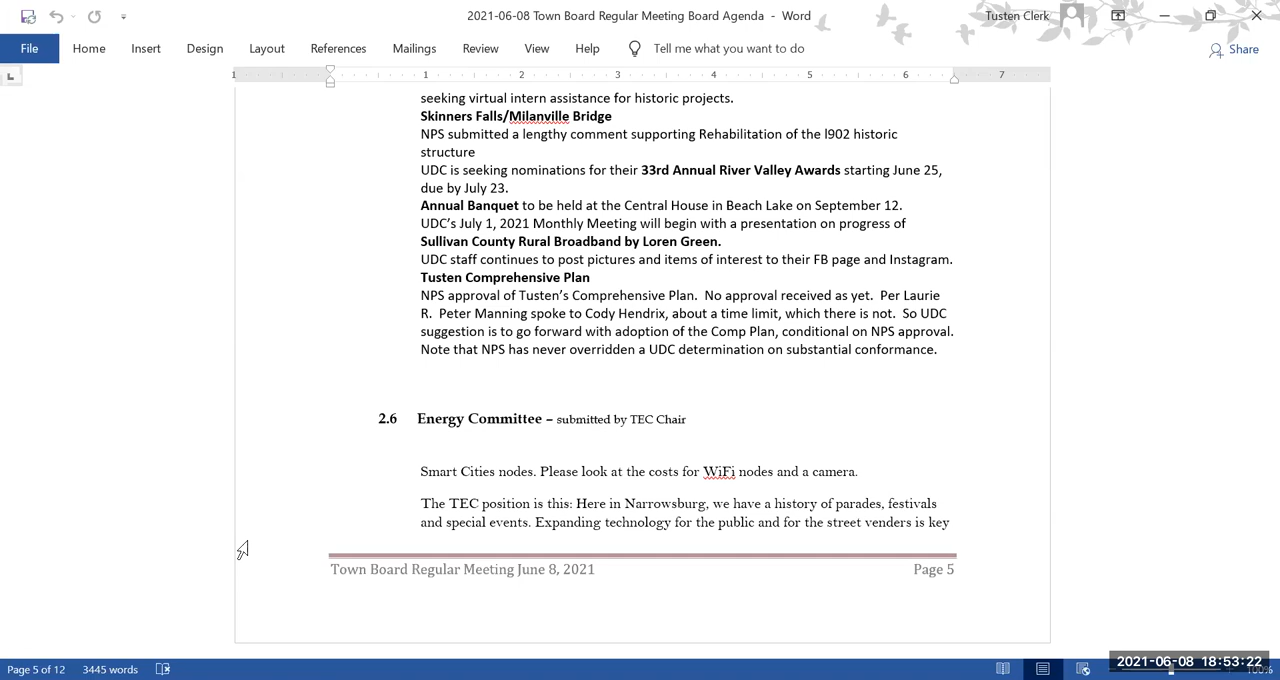 2021-06-08 Town Board Regular Meeting Board Agenda - Word
Tusten Clerk
File Home Insert Design Layout References Mailings Review View Help Tell me what you want to do
Share
1 1 2 3 4 5 6 7
seeking virtual intern assistance for historic projects.
Skinners Falls/Milanville Bridge
NPS submitted a lengthy comment supporting Rehabilitation of the l902 historic
structure
UDC is seeking nominations for their 33rd Annual River Valley Awards starting June 25,
due by July 23.
Annual Banquet to be held at the Central House in Beach Lake on September 12.
UDC’s July 1, 2021 Monthly Meeting will begin with a presentation on progress of
Sullivan County Rural Broadband by Loren Green.
UDC staff continues to post pictures and items of interest to their FB page and Instagram.
Tusten Comprehensive Plan
NPS approval of Tusten’s Comprehensive Plan. No approval received as yet. Per Laurie
R. Peter Manning spoke to Cody Hendrix, about a time limit, which there is not. So UDC
suggestion is to go forward with adoption of the Comp Plan, conditional on NPS approval.
Note that NPS has never overridden a UDC determination on substantial conformance.
2.6 Energy Committee – submitted by TEC Chair
Smart Cities nodes. Please look at the costs for WiFi nodes and a camera.
The TEC position is this: Here in Narrowsburg, we have a history of parades, festivals
and special events. Expanding technology for the public and for the street venders is key
Town Board Regular Meeting June 8, 2021 Page 5
Page 5 of 12 3445 words
2021-06-08 18:53:22
100%